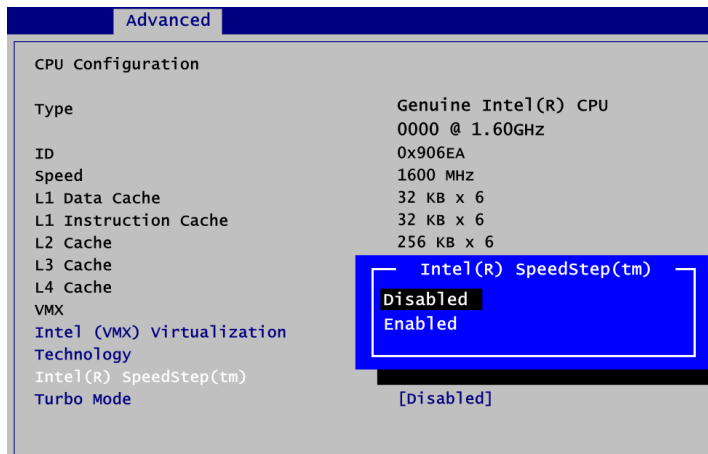 Advanced
CPU Configuration
Type Genuine Intel(R) CPU
0000 @ 1.60GHz
ID 0x906EA
Speed 1600 MHz
L1 Data Cache 32 KB x 6
L1 Instruction Cache 32 KB x 6
L2 Cache 256 KB x 6
L3 Cache
L4 Cache
VMX
Intel (VMX) Virtualization
Technology
Intel(R) SpeedStep(tm)
Turbo Mode [Disabled]
Intel(R) SpeedStep(tm)
Disabled
Enabled